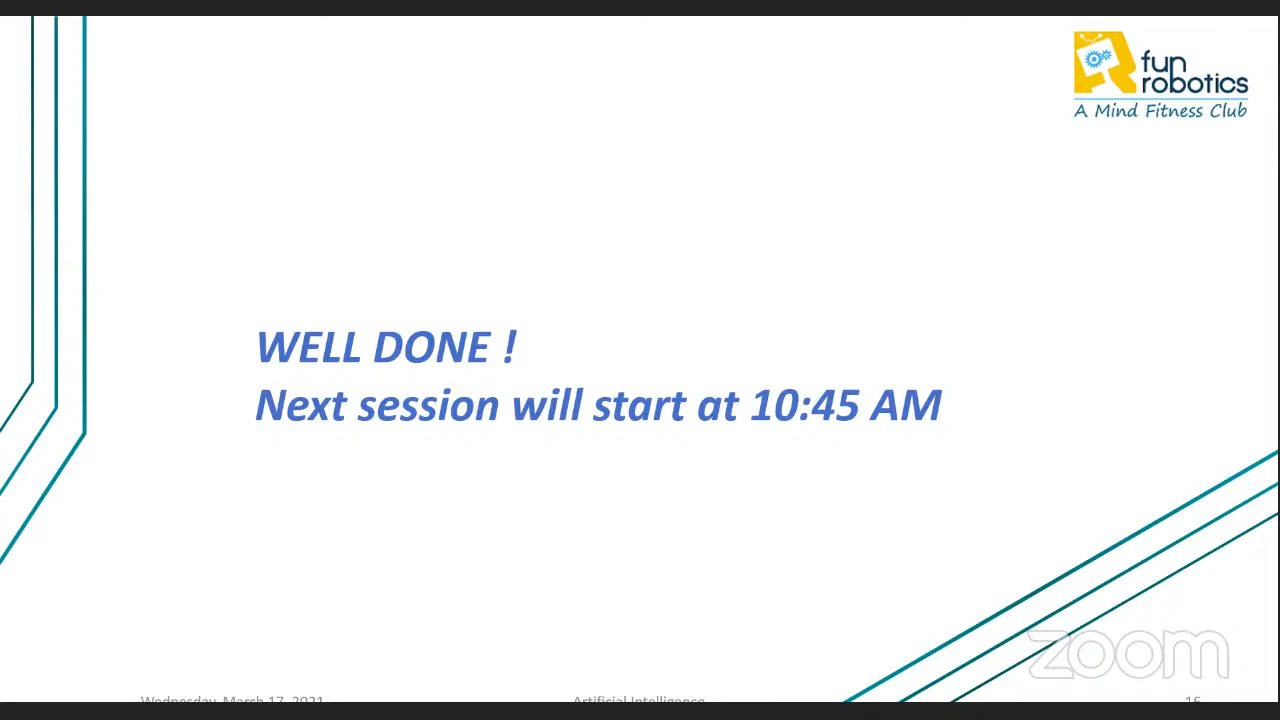 fun
robotics
A Mind Fitness Club
WELL DONE !
Next session will start at 10:45 AM
zoom
Wednesday, March 17, 2021
Artificial Intelligence
16